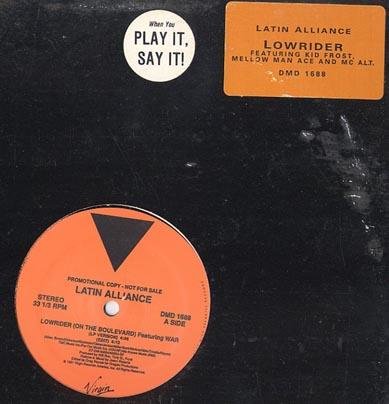 When You
PLAY IT,
SAY IT!
LATIN ALLIANCE
LOWRIDER
FEATURING KID FROST,
MELLOW MAN ACE AND MC A.L.T.
DMD 1688
PROMOTIONAL COPY - NOT FOR SALE
LATIN ALLIANCE
STEREO
33 1/3 RPM
DMD 1688
A SIDE
LOWRIDER (ON THE BOULEVARD) Featuring WAR
(LP VERSION)
(EDIT)
Virgin